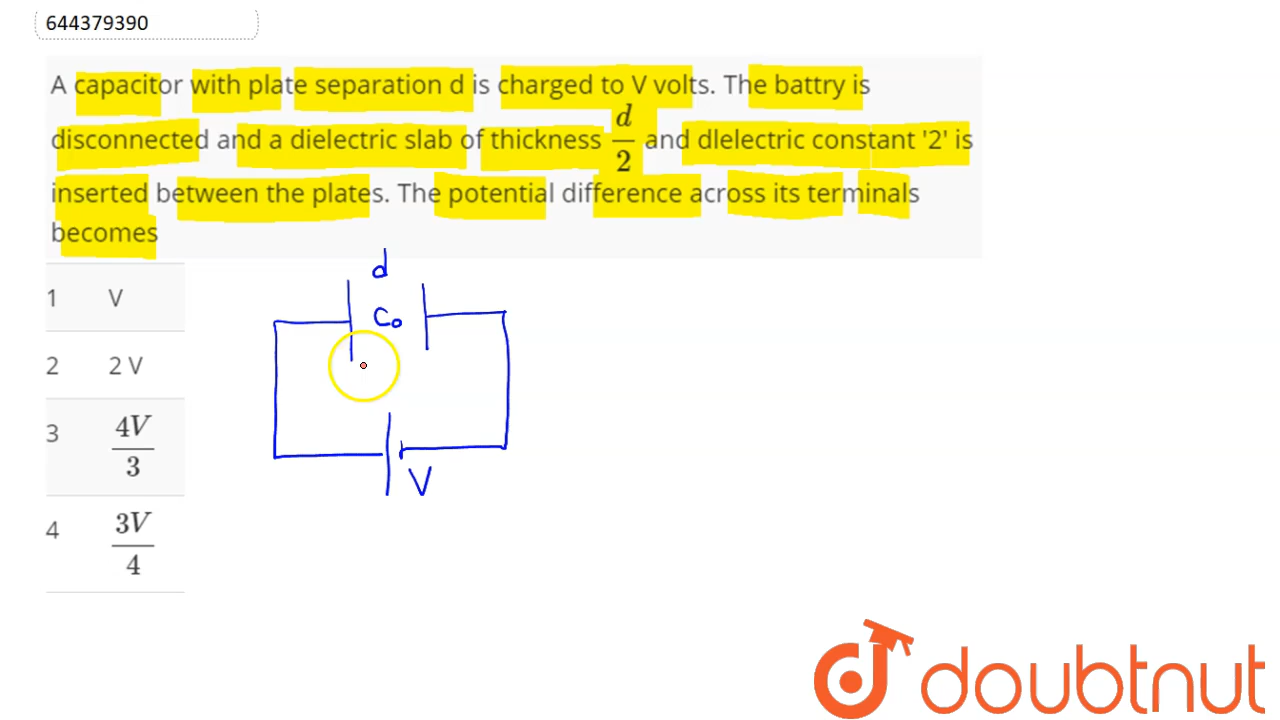 644379390
A capacitor with plate separation d is charged to V volts. The battry is
disconnected and a dielectric slab of thickness d/2 and dlelectric constant '2' is
inserted between the plates. The potential difference across its terminals
becomes
d
C₀
1 V
2 2 V
3 4V/3
V
4 3V/4
doubtnut